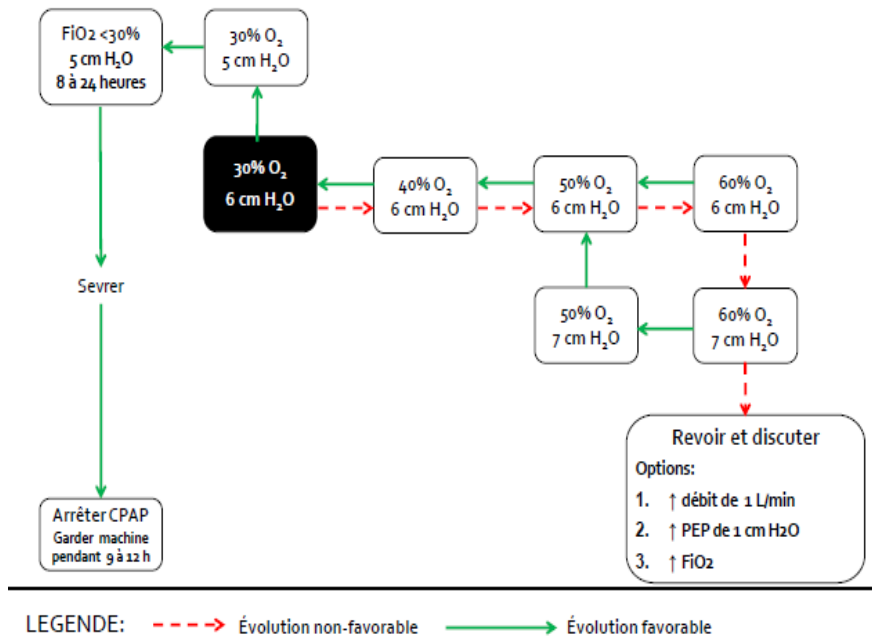 FiO2 <30%
5 cm H₂O
8 à 24 heures
30% O₂
5 cm H₂O
30% O₂
6 cm H₂O
40% O₂
6 cm H₂O
50% O₂
6 cm H₂O
60% O₂
6 cm H₂O
Sevrer
50% O₂
7 cm H₂O
60% O₂
7 cm H₂O
Revoir et discuter
Options:
1. ↑ débit de 1 L/min
2. ↑ PEP de 1 cm H2O
3. ↑ FiO2
Arrêter CPAP
Garder machine
pendant 9 à 12 h
LEGENDE: Évolution non-favorable Évolution favorable